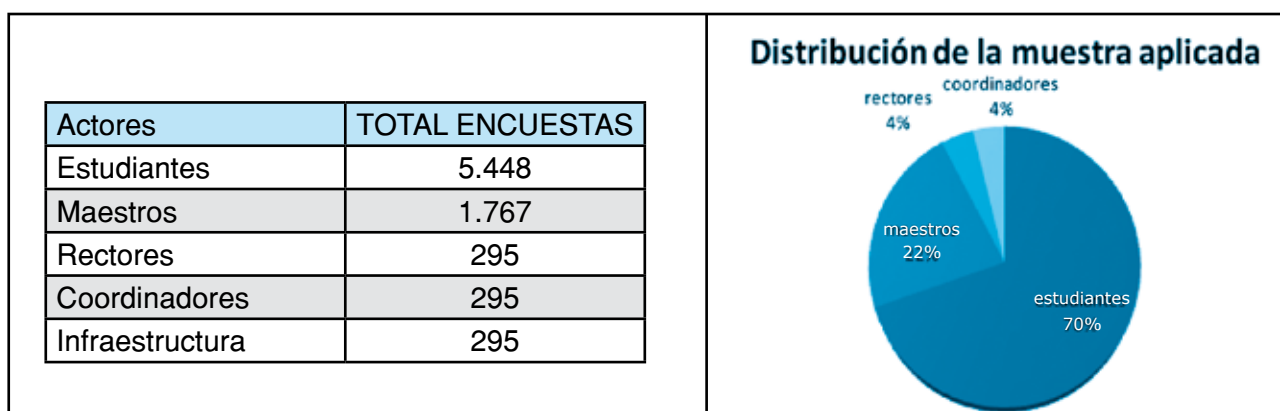 Actores TOTAL ENCUESTAS
Estudiantes 5.448
Maestros 1.767
Rectores 295
Coordinadores 295
Infraestructura 295
Distribución de la muestra aplicada
rectores
4%
coordinadores
4%
maestros
22%
estudiantes
70%